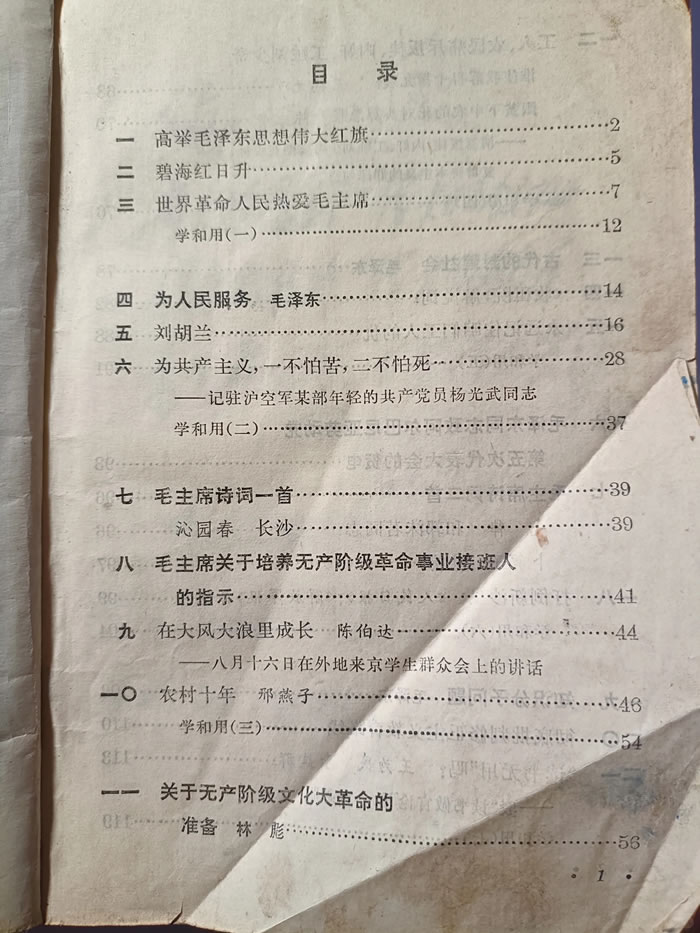 目 录
一 高举毛泽东思想伟大红旗……………………2
二 碧海红日升……………………5
三 世界革命人民热爱毛主席……………………7
学和用(一)……………………12
四 为人民服务 毛泽东……………………14
五 刘胡兰……………………16
六 为共产主义,一不怕苦,二不怕死……………………28
——记驻沪空军某部年轻的共产党员杨光武同志
学和用(二)……………………37
七 毛主席诗词一首……………………39
沁园春 长沙……………………39
八 毛主席关于培养无产阶级革命事业接班人
的指示……………………41
九 在大风大浪里成长 陈伯达……………………44
——八月十六日在外地来京学生群众会上的讲话
一〇 农村十年 邢燕子……………………46
学和用(三)……………………54
一一 关于无产阶级文化大革命的
准备 林 彪……………………56
· 1 ·